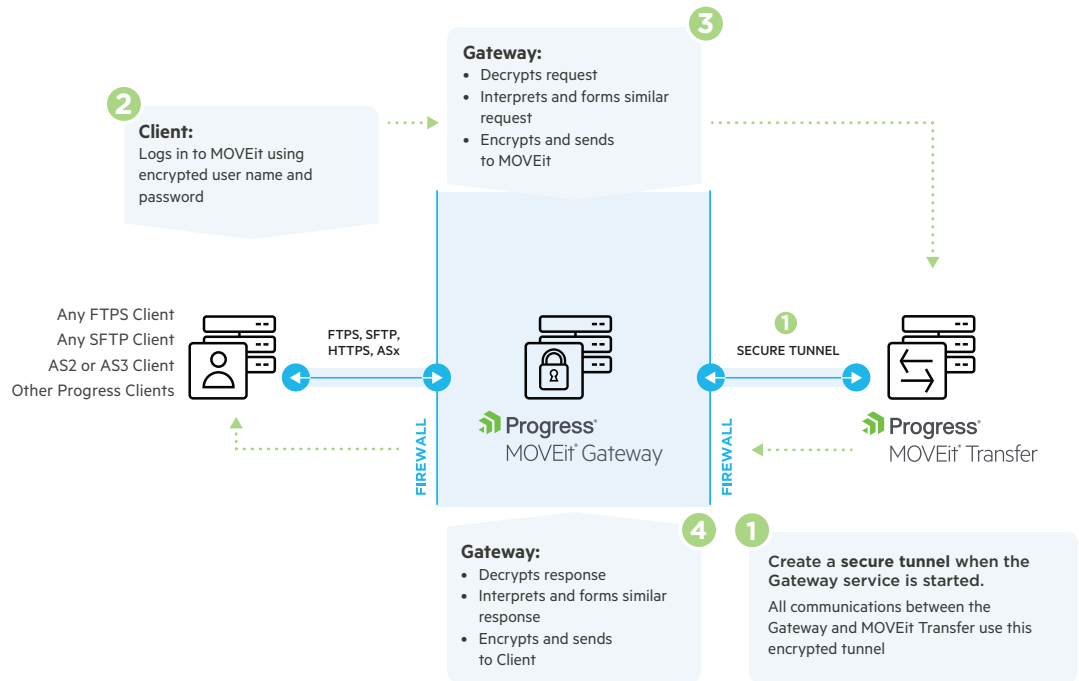 3
Gateway:
• Decrypts request
• Interprets and forms similar
request
• Encrypts and sends
to MOVEit
2
Client:
Logs in to MOVEit using
encrypted user name and
password
Any FTPS Client
Any SFTP Client
AS2 or AS3 Client
Other Progress Clients
FTPS, SFTP,
HTTPS, ASx
FIREWALL
Progress®
MOVEit® Gateway
1
SECURE TUNNEL
FIREWALL
Progress®
MOVEit® Transfer
4
Gateway:
• Decrypts response
• Interprets and forms similar
response
• Encrypts and sends
to Client
1
Create a secure tunnel when the
Gateway service is started.
All communications between the
Gateway and MOVEit Transfer use this
encrypted tunnel